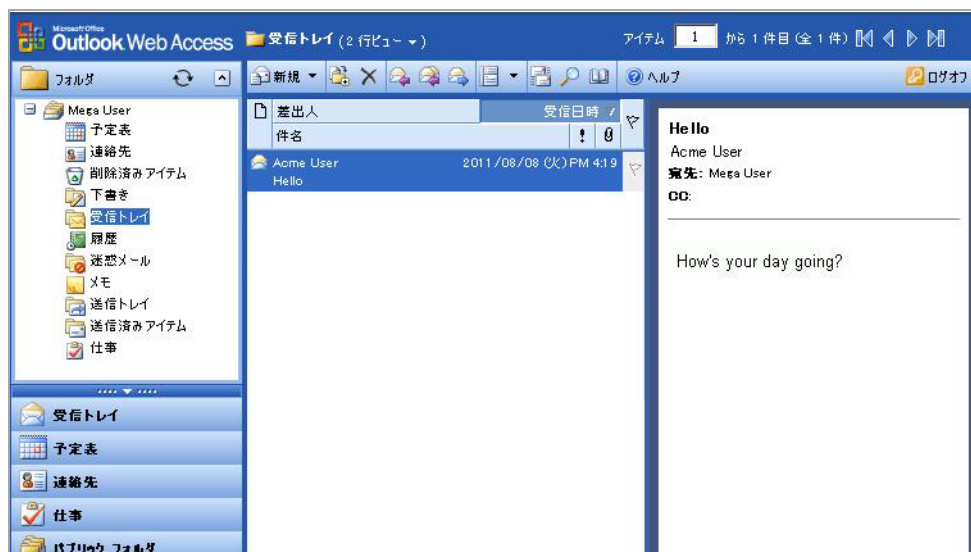 Microsoft Office
Outlook Web Access
受信トレイ (2 行ビュー ▾)
アイテム 1 から 1 件目 (全 1 件)
フォルダ
新規
ヘルプ
ログオフ
Mega User
予定表
連絡先
削除済みアイテム
下書き
受信トレイ
履歴
迷惑メール
メモ
送信トレイ
送信済みアイテム
仕事
受信トレイ
予定表
連絡先
仕事
パブリック フォルダ
差出人 受信日時
件名
Acme User 2011/08/08 (火) PM 4:19
Hello
Hello
Acme User
宛先: Mega User
CC:
How's your day going?